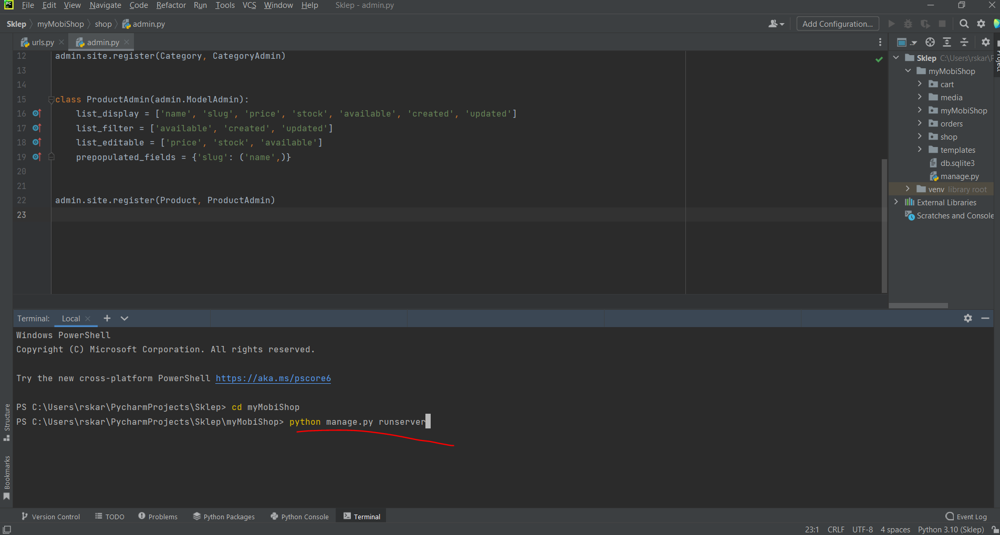 PC File Edit View Navigate Code Refactor Run Tools VCS Window Help Sklep - admin.py
Sklep myMobiShop shop admin.py Add Configuration...
urls.py admin.py
12 admin.site.register(Category, CategoryAdmin)
13
14
15 class ProductAdmin(admin.ModelAdmin):
16 list_display = ['name', 'slug', 'price', 'stock', 'available', 'created', 'updated']
17 list_filter = ['available', 'created', 'updated']
18 list_editable = ['price', 'stock', 'available']
19 prepopulated_fields = {'slug': ('name',)}
20
21
22 admin.site.register(Product, ProductAdmin)
23
Project
Sklep C:\Users\rskar\
myMobiShop
cart
media
myMobiShop
orders
shop
templates
db.sqlite3
manage.py
venv library root
External Libraries
Scratches and Console
Terminal: Local
Windows PowerShell
Copyright (C) Microsoft Corporation. All rights reserved.
Try the new cross-platform PowerShell https://aka.ms/pscore6
PS C:\Users\rskar\PycharmProjects\Sklep> cd myMobiShop
PS C:\Users\rskar\PycharmProjects\Sklep\myMobiShop> python manage.py runserver
Structure
Bookmarks
Version Control TODO Problems Python Packages Python Console Terminal Event Log
23:1 CRLF UTF-8 4 spaces Python 3.10 (Sklep)